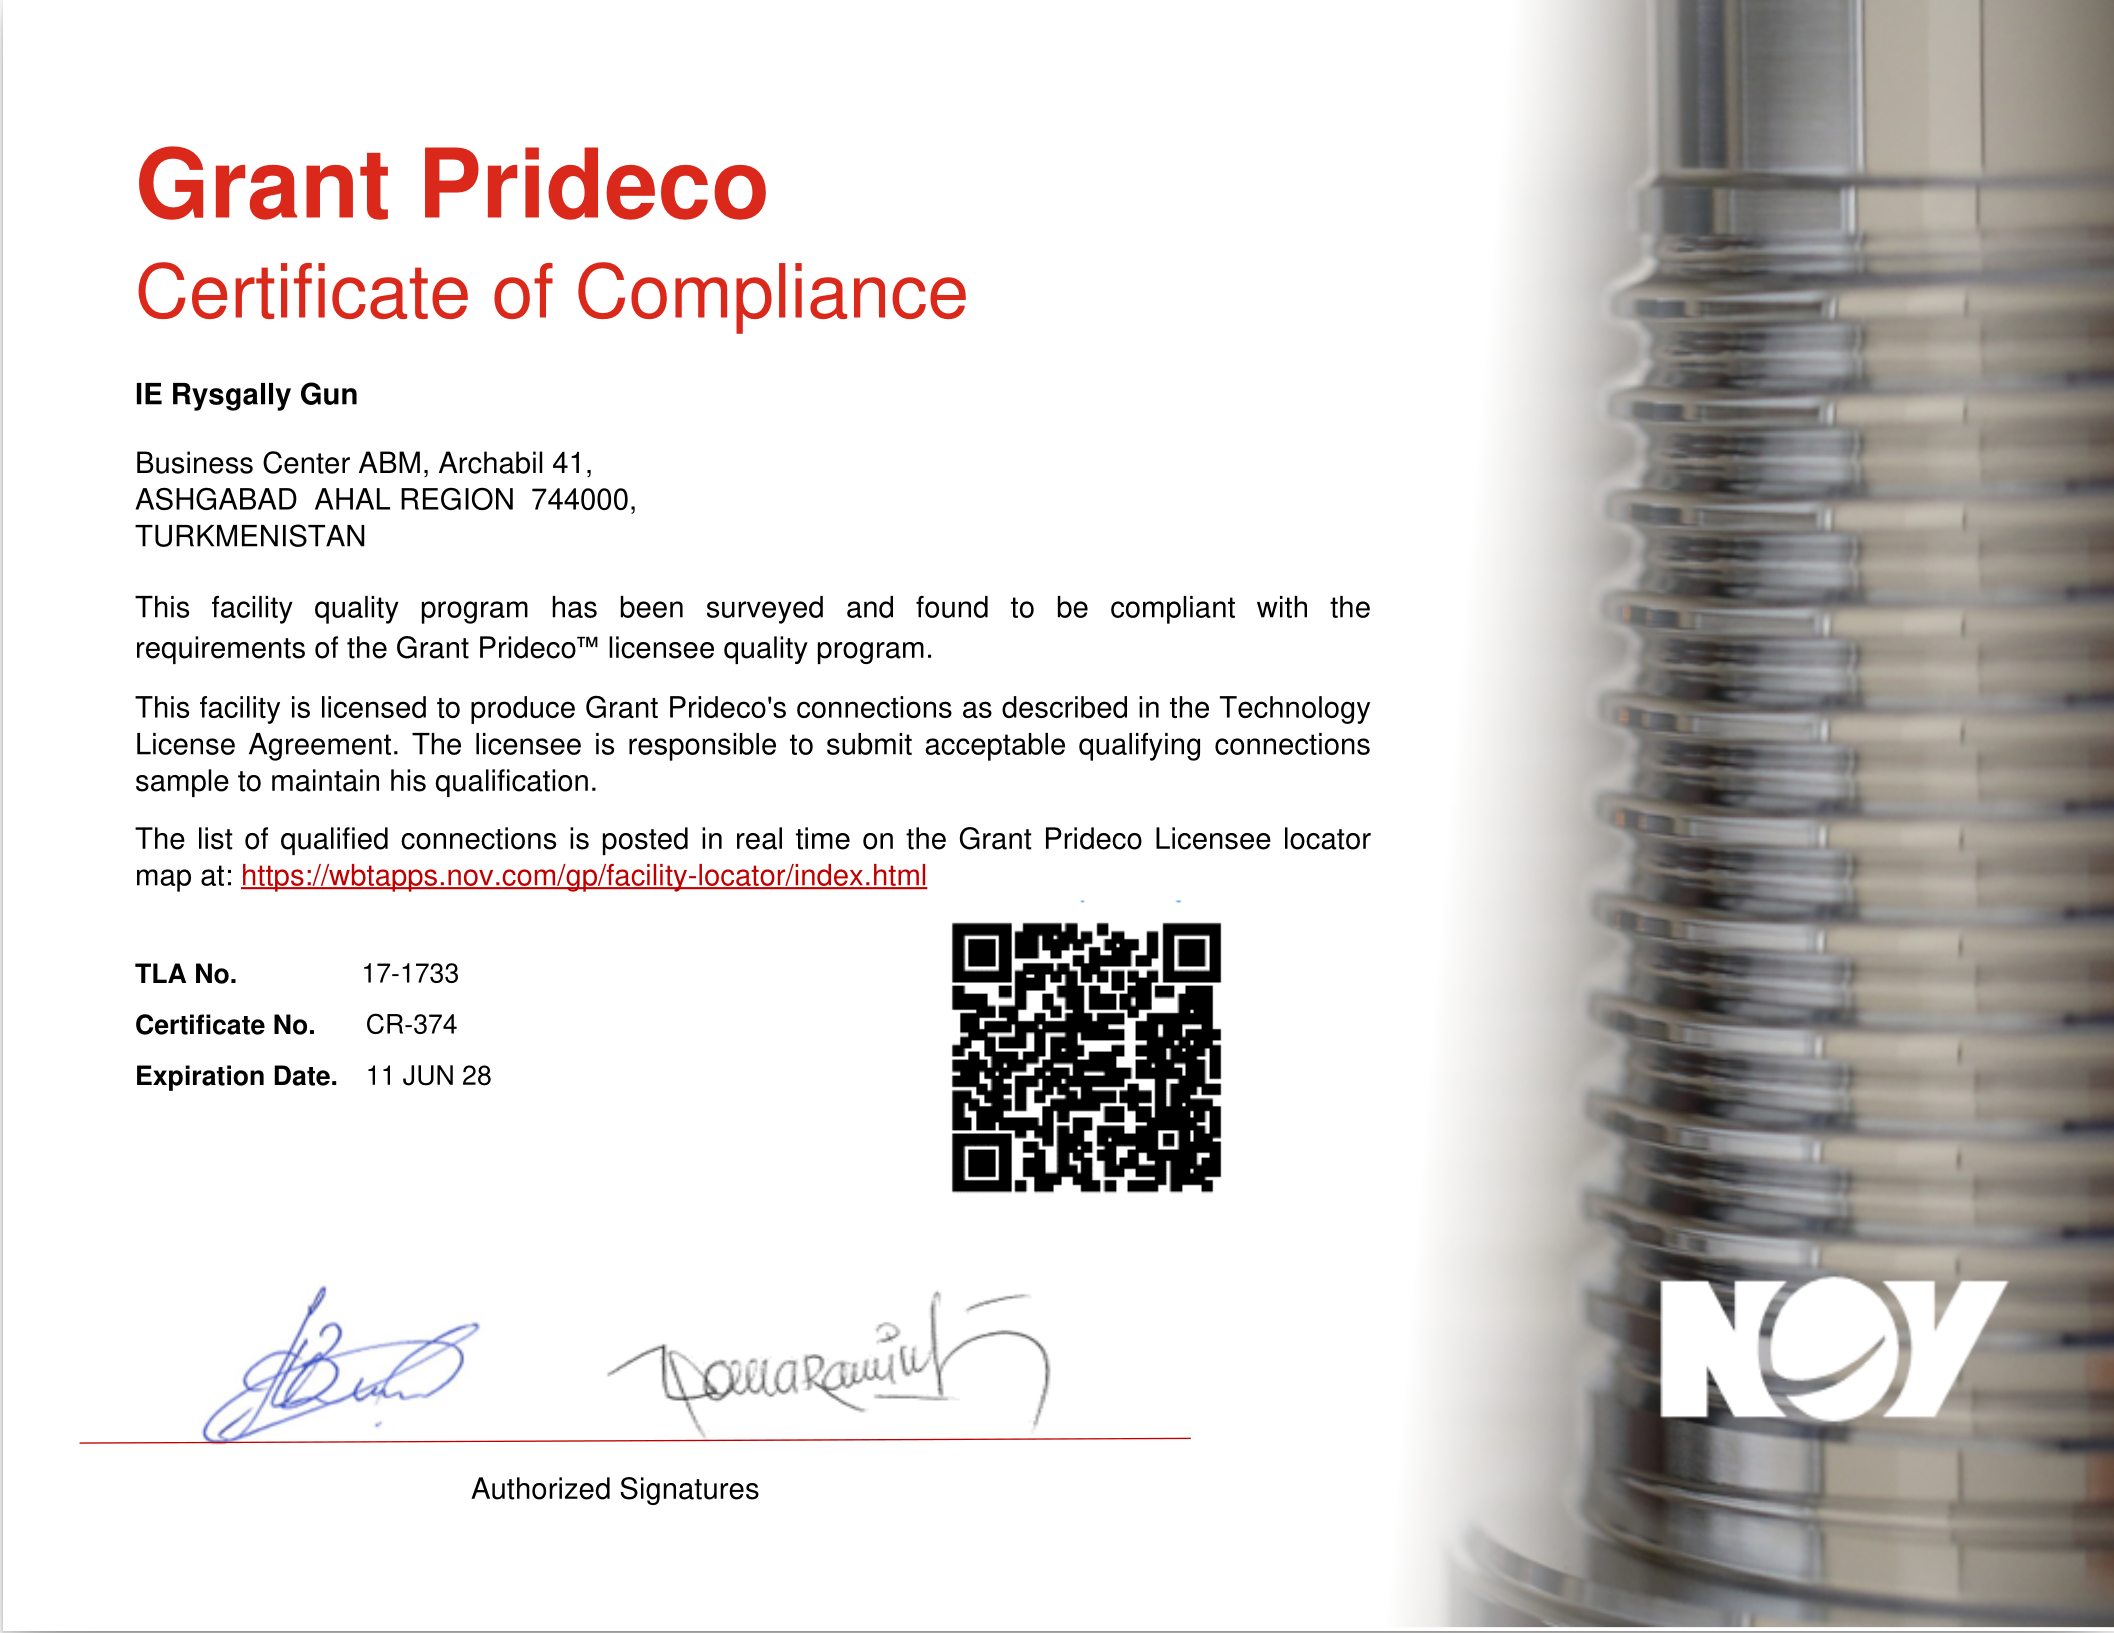 Grant Prideco
Certificate of Compliance
IE Rysgally Gun
Business Center ABM, Archabil 41,
ASHGABAD AHAL REGION 744000,
TURKMENISTAN
This facility quality program has been surveyed and found to be compliant with the
requirements of the Grant Prideco™ licensee quality program.
This facility is licensed to produce Grant Prideco's connections as described in the Technology
License Agreement. The licensee is responsible to submit acceptable qualifying connections
sample to maintain his qualification.
The list of qualified connections is posted in real time on the Grant Prideco Licensee locator
map at: https://wbtapps.nov.com/gp/facility-locator/index.html
TLA No. 17-1733
Certificate No. CR-374
Expiration Date. 11 JUN 28
NOV
Authorized Signatures